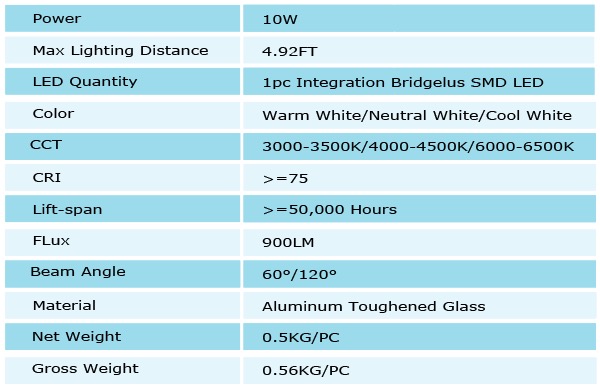 Power 10W
Max Lighting Distance 4.92FT
LED Quantity 1pc Integration Bridgelus SMD LED
Color Warm White/Neutral White/Cool White
CCT 3000-3500K/4000-4500K/6000-6500K
CRI >=75
Lift-span >=50,000 Hours
FLux 900LM
Beam Angle 60°/120°
Material Aluminum Toughened Glass
Net Weight 0.5KG/PC
Gross Weight 0.56KG/PC